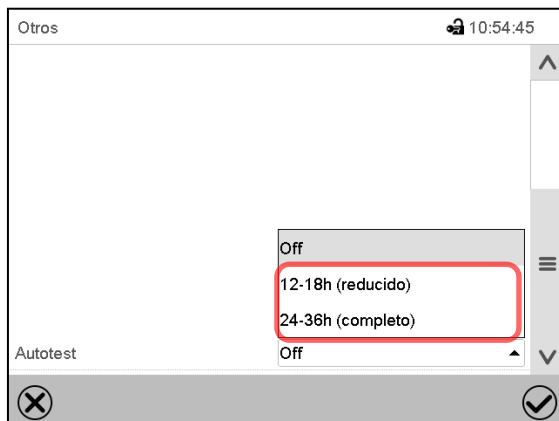 Otros 10:54:45
Off
12-18h (reducido)
24-36h (completo)
Autotest Off